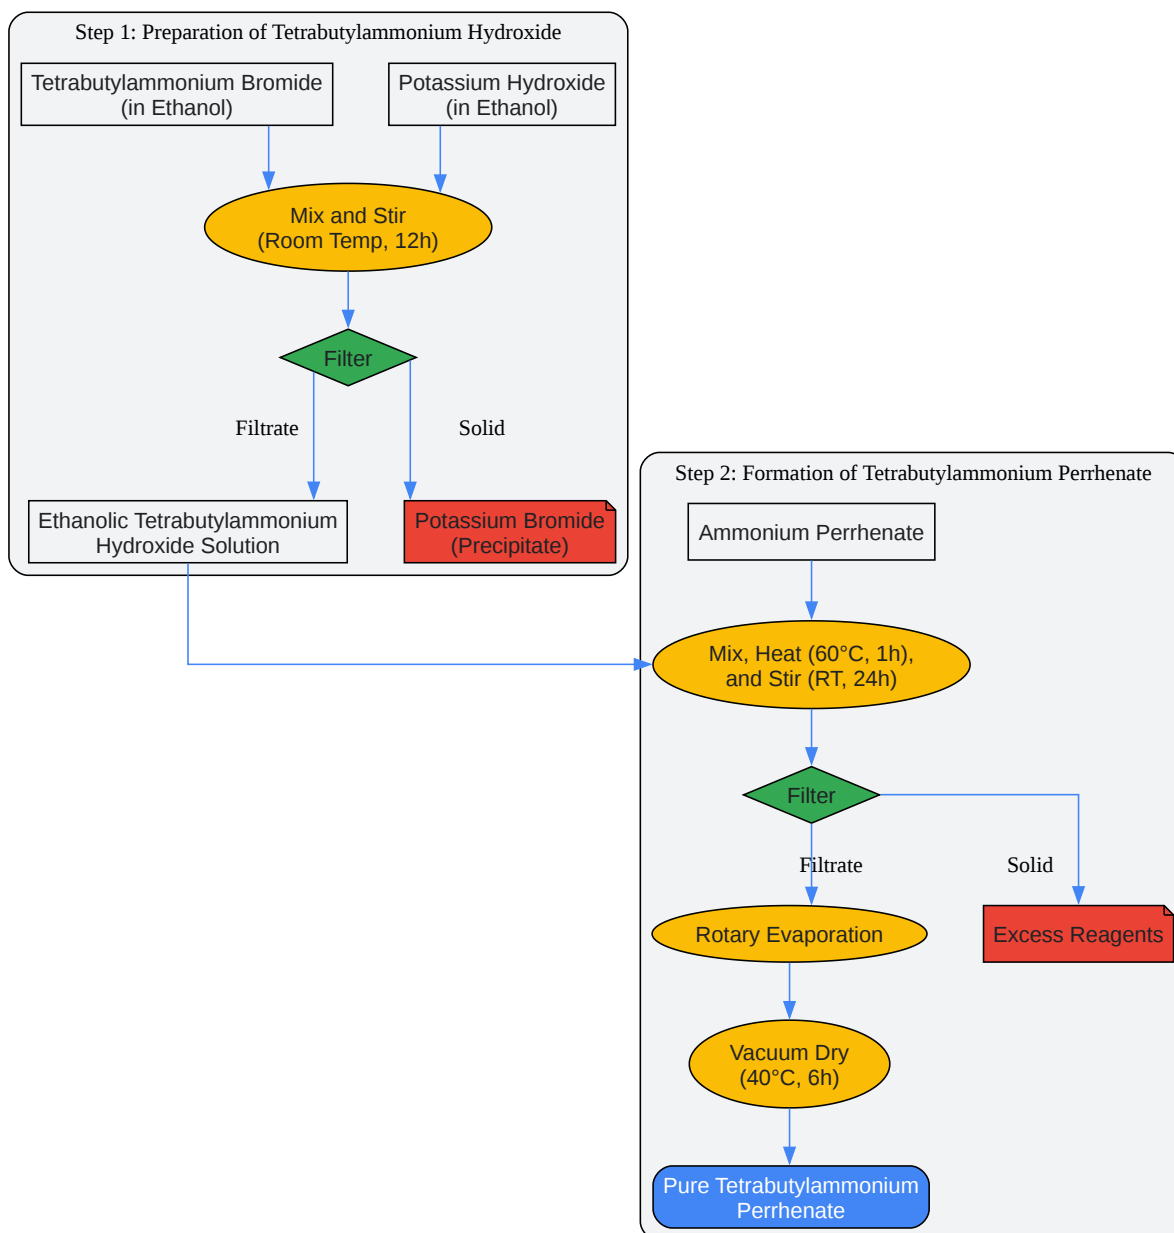 Step 1: Preparation of Tetrabutylammonium Hydroxide
Tetrabutylammonium Bromide
(in Ethanol)
Potassium Hydroxide
(in Ethanol)
Mix and Stir
(Room Temp, 12h)
Filter
Filtrate
Solid
Ethanolic Tetrabutylammonium
Hydroxide Solution
Potassium Bromide
(Precipitate)
Step 2: Formation of Tetrabutylammonium Perrhenate
Ammonium Perrhenate
Mix, Heat (60°C, 1h),
and Stir (RT, 24h)
Filter
Filtrate
Solid
Rotary Evaporation
Excess Reagents
Vacuum Dry
(40°C, 6h)
Pure Tetrabutylammonium
Perrhenate